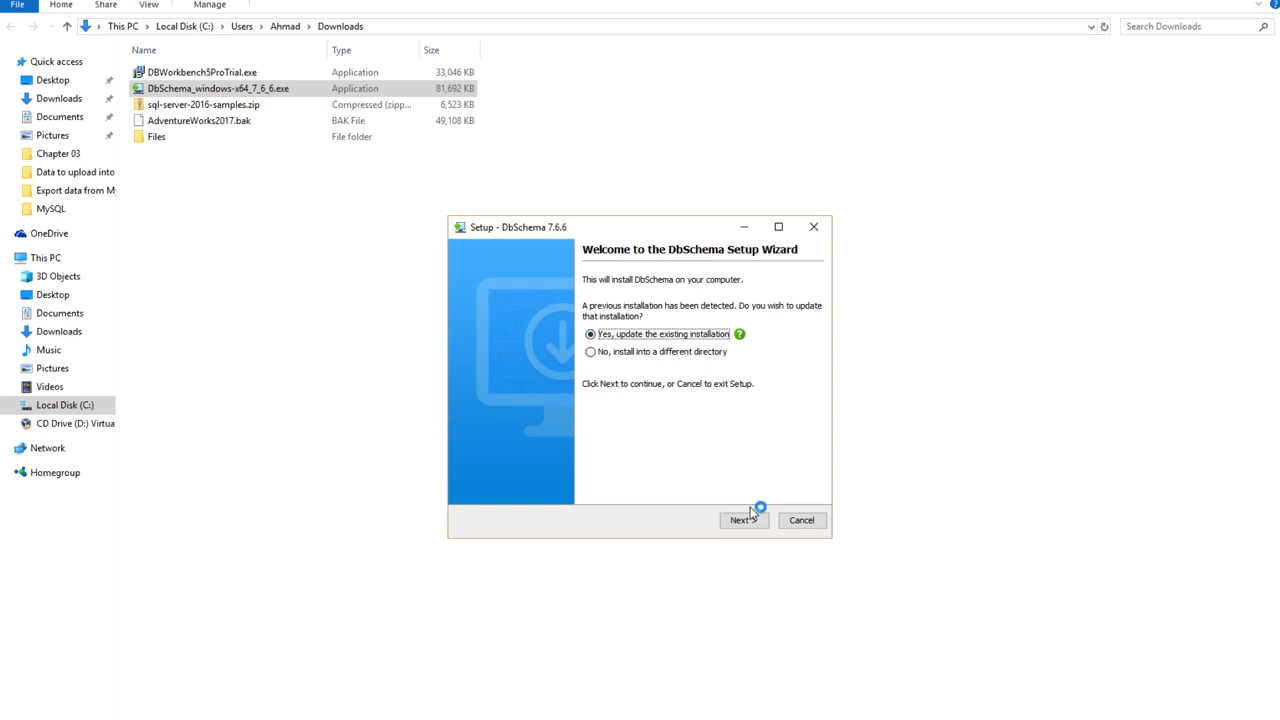 File Home Share View Manage
This PC Local Disk (C:) Users Ahmad Downloads Search Downloads
Name Type Size
DBWorkbench5ProTrial.exe Application 33,046 KB
DbSchema_windows-x64_7_6_6.exe Application 81,692 KB
sql-server-2016-samples.zip Compressed (zipp... 6,523 KB
AdventureWorks2017.bak BAK File 49,108 KB
Files File folder
Quick access
Desktop
Downloads
Documents
Pictures
Chapter 03
Data to upload into
Export data from My
MySQL
OneDrive
This PC
3D Objects
Desktop
Documents
Downloads
Music
Pictures
Videos
Local Disk (C:)
CD Drive (D:) Virtua
Network
Homegroup
Setup - DbSchema 7.6.6
Welcome to the DbSchema Setup Wizard
This will install DbSchema on your computer.
A previous installation has been detected. Do you wish to update
that installation?
Yes, update the existing installation ?
No, install into a different directory
Click Next to continue, or Cancel to exit Setup.
Next > Cancel